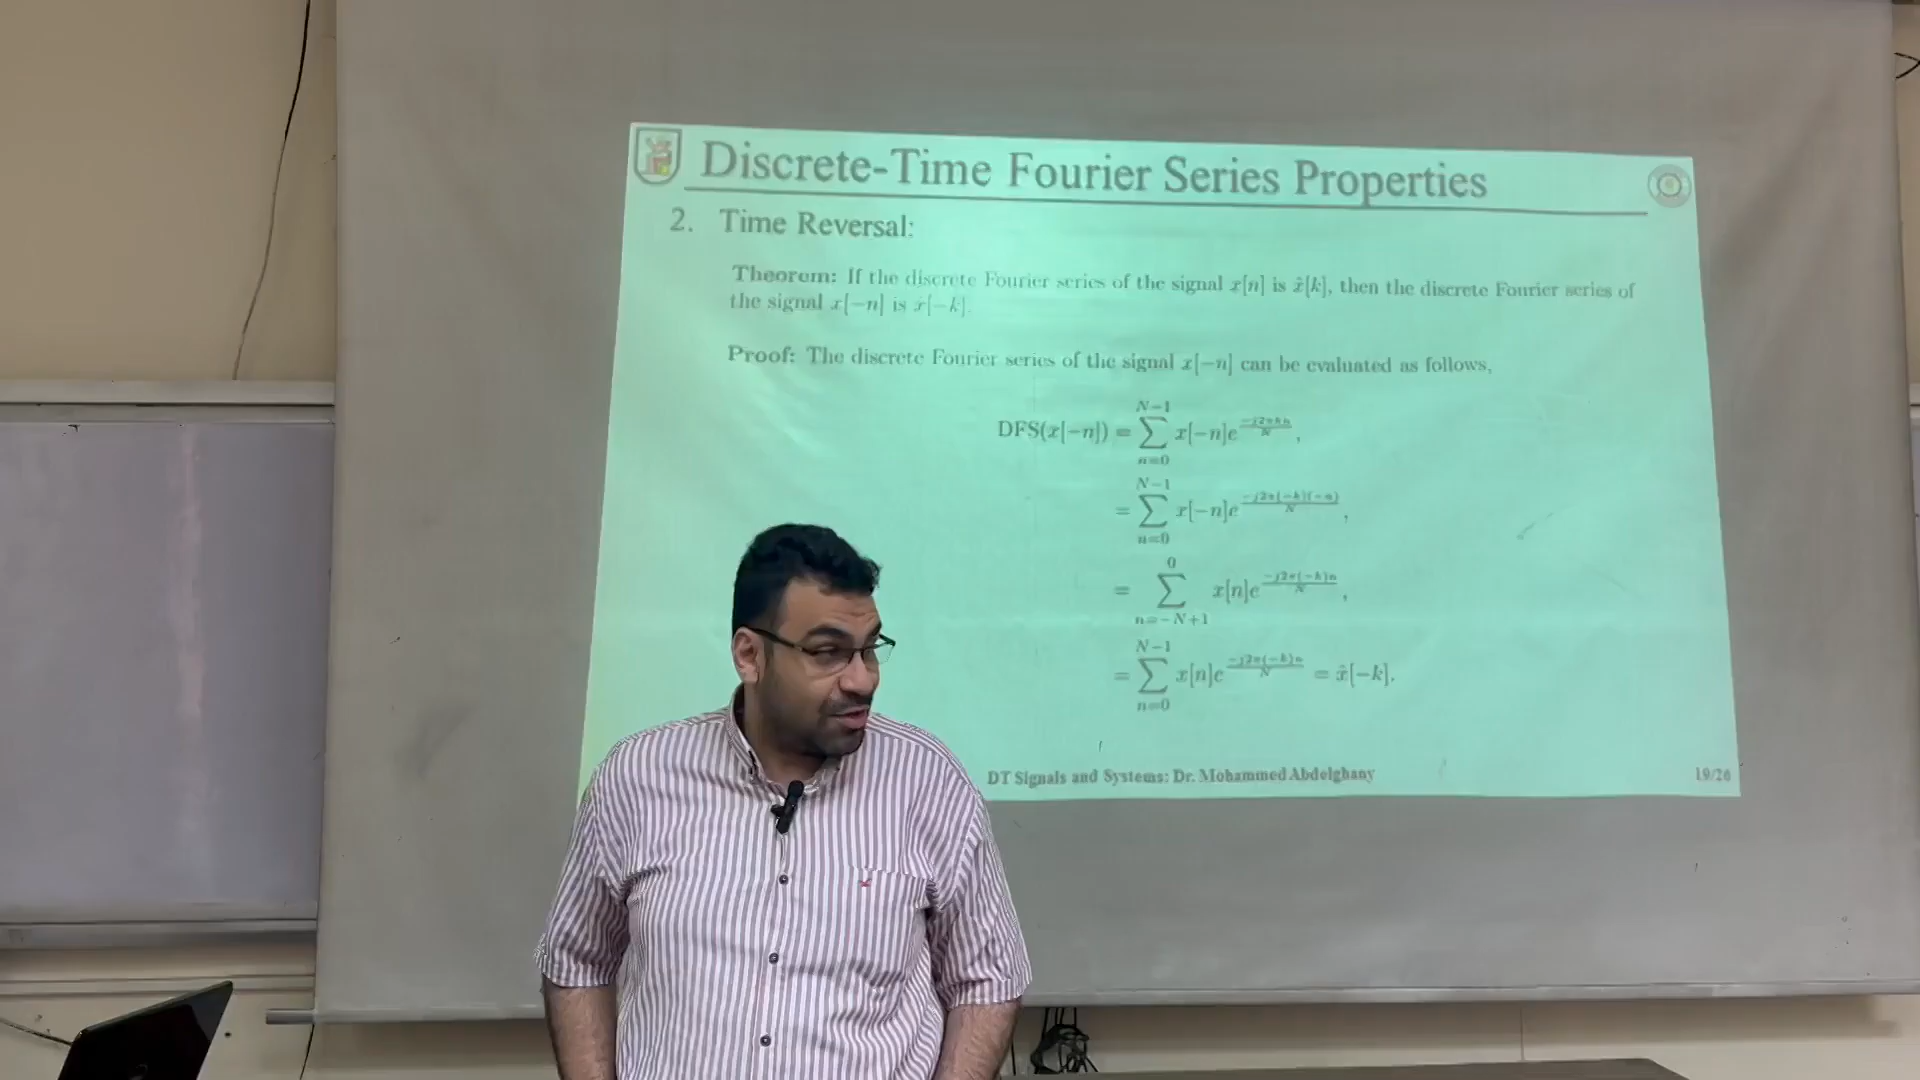 Discrete-Time Fourier Series Properties
2. Time Reversal:
Theorem: If the discrete Fourier series of the signal x[n] is x̂[k], then the discrete Fourier series of
the signal x[−n] is x̂[−k].
Proof: The discrete Fourier series of the signal x[−n] can be evaluated as follows,
DFS(x[−n]) = ∑_{n=0}^{N−1} x[−n]e^{−j2πkn/N},
= ∑_{n=0}^{N−1} x[−n]e^{−j2π(−k)(−n)/N},
= ∑_{n=−N+1}^{0} x[n]e^{−j2π(−k)n/N},
= ∑_{n=0}^{N−1} x[n]e^{−j2π(−k)n/N} = x̂[−k].
DT Signals and Systems: Dr. Mohammed Abdelghany 19/26